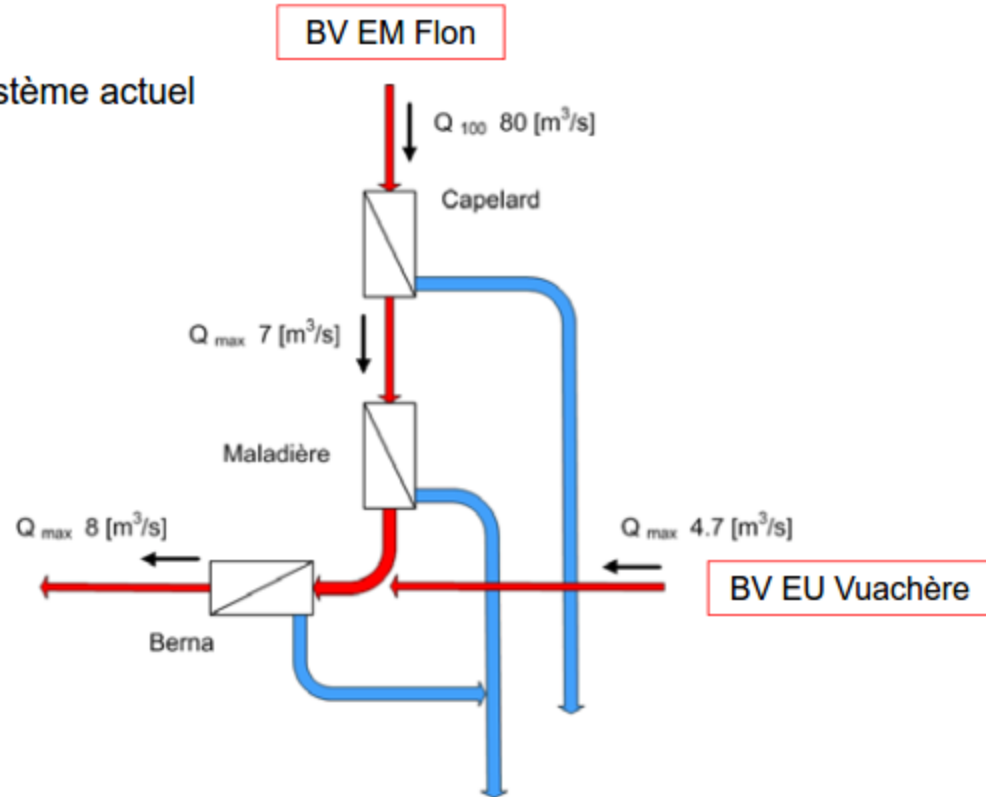 BV EM Flon
stème actuel
Q 100 80 [m³/s]
Capelard
Q max 7 [m³/s]
Maladière
Q max 8 [m³/s]
Q max 4.7 [m³/s]
BV EU Vuachère
Berna